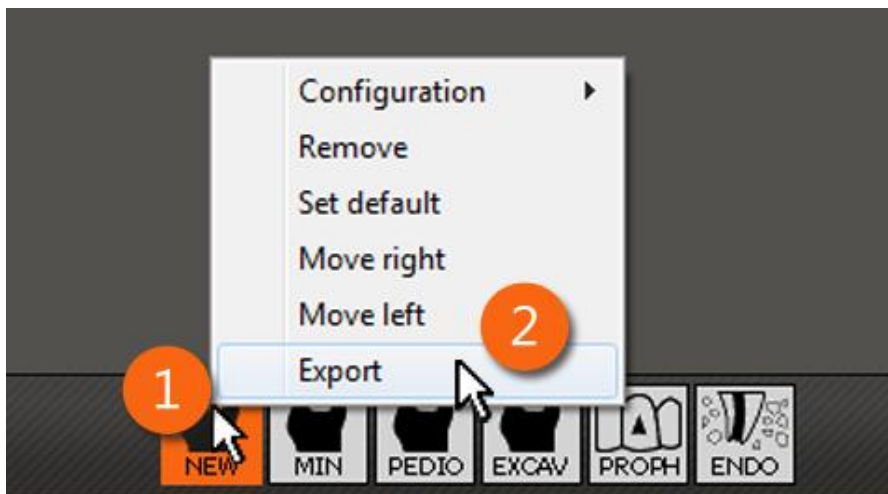 Configuration
Remove
Set default
Move right
Move left
Export
1
2
NEW
MIN
PEDIO
EXCAV
PROPH
ENDO